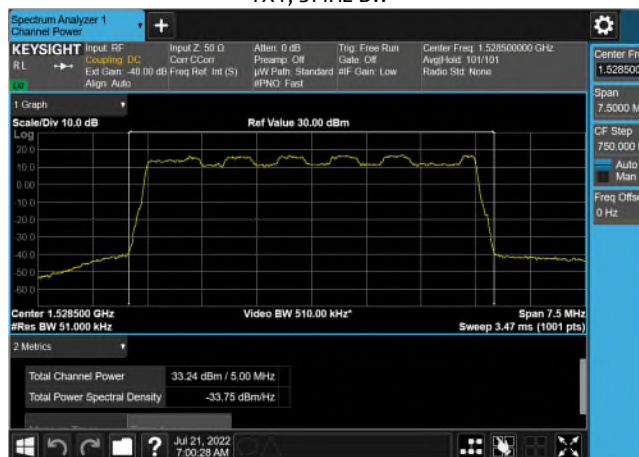 TX1, 5MHz BW
Spectrum Analyzer 1
Channel Power
KEYSIGHT
Input: RF
Input Z: 50 Ω
Atten: 0 dB
Trig: Free Run
Center Freq: 1.528500000 GHz
RL
Coupling: DC
Corr CCorr
Preamp: Off
Gate: Off
Avg|Hold: 101/101
Ext Gain: -40.00 dB
Freq Ref: Int (S)
µW Path: Standard
#IF Gain: Low
Radio Std: None
LXI
Align: Auto
#PNO: Fast
1 Graph
Scale/Div 10.0 dB
Ref Value 30.00 dBm
Log
20.0
10.0
0.00
-10.0
-20.0
-30.0
-40.0
-50.0
-60.0
Center 1.528500 GHz
Video BW 510.00 kHz*
Span 7.5 MHz
#Res BW 51.000 kHz
Sweep 3.47 ms (1001 pts)
2 Metrics
Total Channel Power
33.24 dBm / 5.00 MHz
Total Power Spectral Density
-33.75 dBm/Hz
?
Jul 21, 2022
7:00:28 AM
Center Fre
1.528500
Span
7.5000 M
CF Step
750.000
Auto
Man
Freq Offse
0 Hz